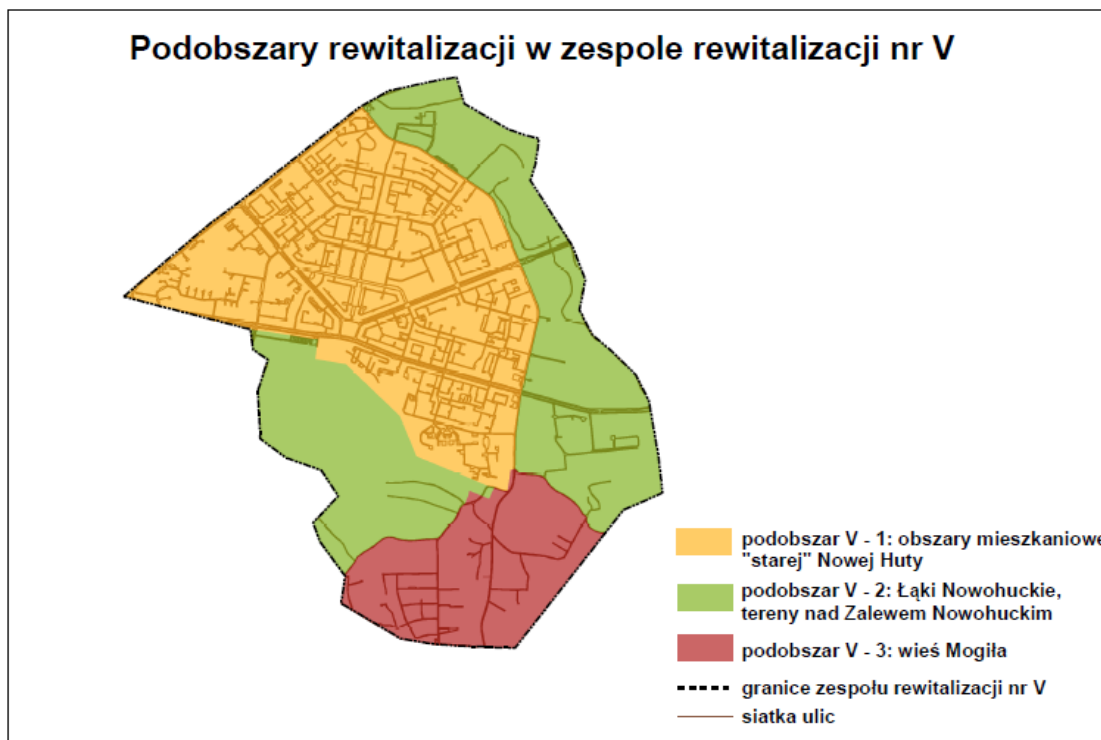 Podobszary rewitalizacji w zespole rewitalizacji nr V
podobszar V - 1: obszary mieszkaniowe
"starej" Nowej Huty
podobszar V - 2: Łąki Nowohuckie,
tereny nad Zalewem Nowohuckim
podobszar V - 3: wieś Mogiła
granice zespołu rewitalizacji nr V
siatka ulic